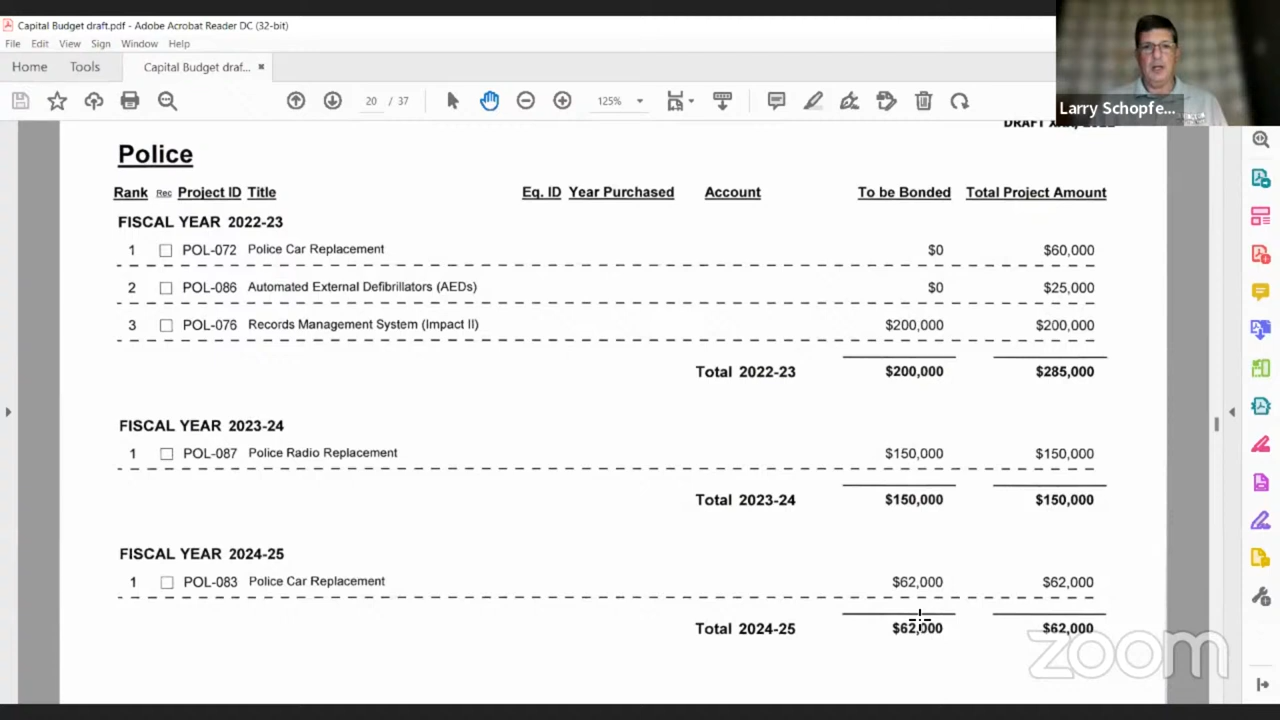 Capital Budget draft.pdf - Adobe Acrobat Reader DC (32-bit)
File Edit View Sign Window Help
Home Tools Capital Budget draf... ×
20 / 37 125%
Larry Schopfe...
Police
Rank Rec Project ID Title Eq. ID Year Purchased Account To be Bonded Total Project Amount
FISCAL YEAR 2022-23
1 POL-072 Police Car Replacement $0 $60,000
2 POL-086 Automated External Defibrillators (AEDs) $0 $25,000
3 POL-076 Records Management System (Impact II) $200,000 $200,000
Total 2022-23 $200,000 $285,000
FISCAL YEAR 2023-24
1 POL-087 Police Radio Replacement $150,000 $150,000
Total 2023-24 $150,000 $150,000
FISCAL YEAR 2024-25
1 POL-083 Police Car Replacement $62,000 $62,000
Total 2024-25 $62,000 $62,000
zoom